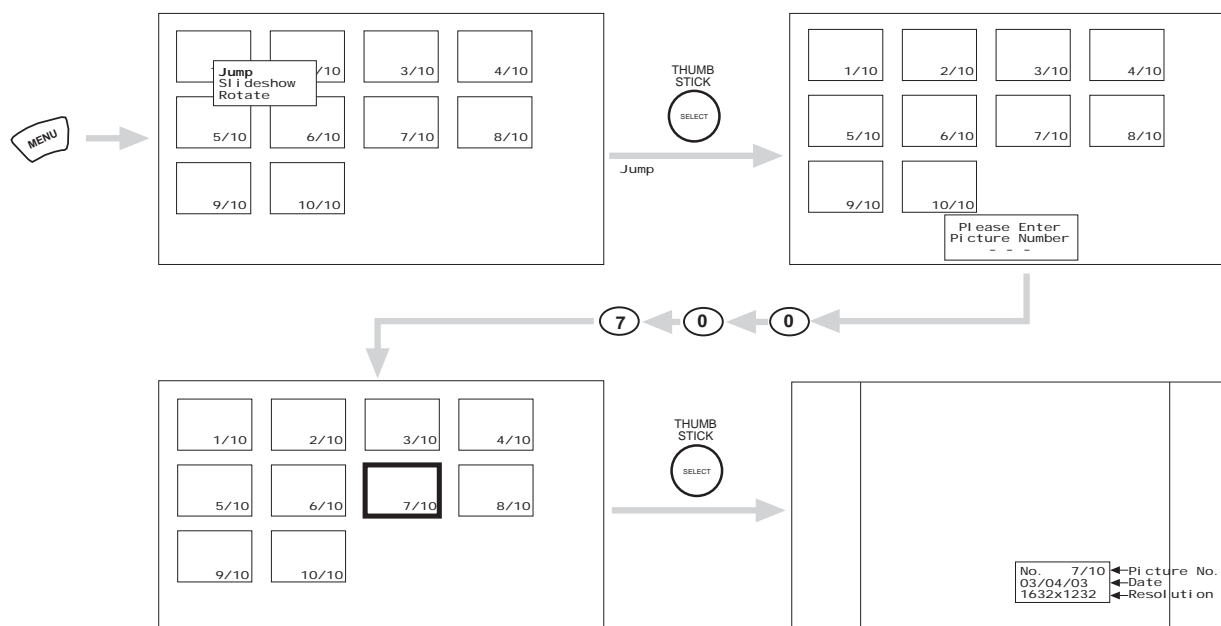 MENU
Jump
Slideshow
Rotate
/10
3/10
4/10
5/10
6/10
7/10
8/10
9/10
10/10
THUMB
STICK
SELECT
Jump
1/10
2/10
3/10
4/10
5/10
6/10
7/10
8/10
9/10
10/10
Please Enter
Picture Number
- - -
7
0
0
1/10
2/10
3/10
4/10
5/10
6/10
7/10
8/10
9/10
10/10
THUMB
STICK
SELECT
No. 7/10 Picture No.
03/04/03 Date
1632x1232 Resolution